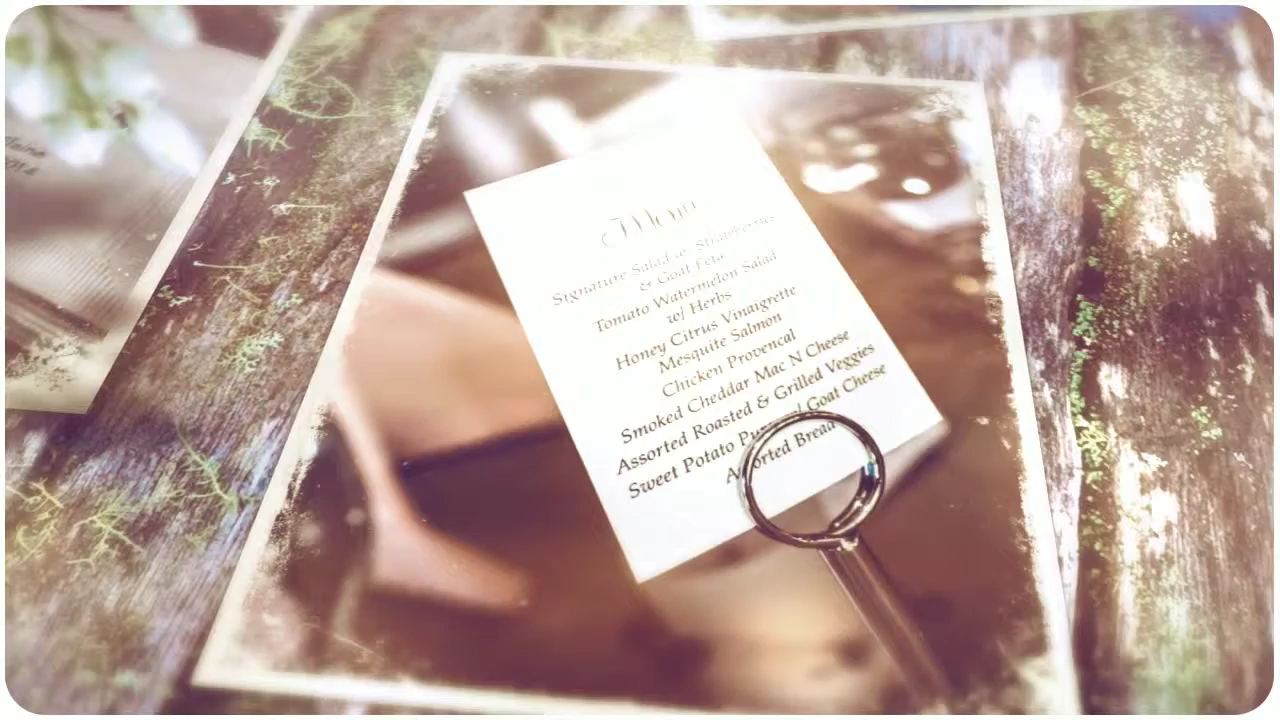 Menu
Signature Salad w/ Strawberries
& Goat Feta
Tomato Watermelon Salad
w/ Herbs
Honey Citrus Vinaigrette
Mesquite Salmon
Chicken Provencal
Smoked Cheddar Mac N Cheese
Assorted Roasted & Grilled Veggies
Sweet Potato Goat Cheese
Assorted Bread